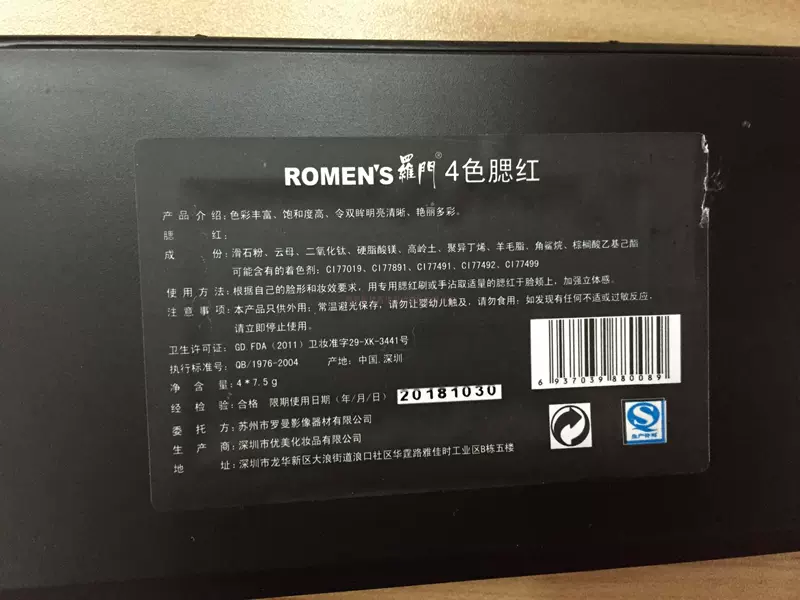 ROMEN'S羅門® 4色腮红
产品介绍:色彩丰富、饱和度高、令双眸明亮清晰、艳丽多彩。
腮 红:
成 份:滑石粉、云母、二氧化钛、硬脂酸镁、高岭土、聚异丁烯、羊毛脂、角鲨烷、棕榈酸乙基己酯
可能含有的着色剂:CI77019、CI77891、CI77491、CI77492、CI77499
使用方法:根据自己的脸形和妆效要求,用专用腮红刷或手沾取适量的腮红于脸颊上,加强立体感。
注意事项:本产品只供外用;常温避光保存,请勿让婴幼儿触及,请勿食用;如发现有任何不适或过敏反应,
请立即停止使用。
卫生许可证: GD.FDA (2011) 卫妆准字29-XK-3441号
执行标准号: QB/1976-2004 产地: 中国.深圳
净 含 量:4*7.5g
经 检 验:合格 限期使用日期(年/月/日) 20181030
委 托 方:苏州市罗曼影像器材有限公司
生 产 商:深圳市优美化妆品有限公司
地 址:深圳市龙华新区大浪街道浪口社区华霆路雅佳时工业区B栋五楼
6 937039 880089
生产许可